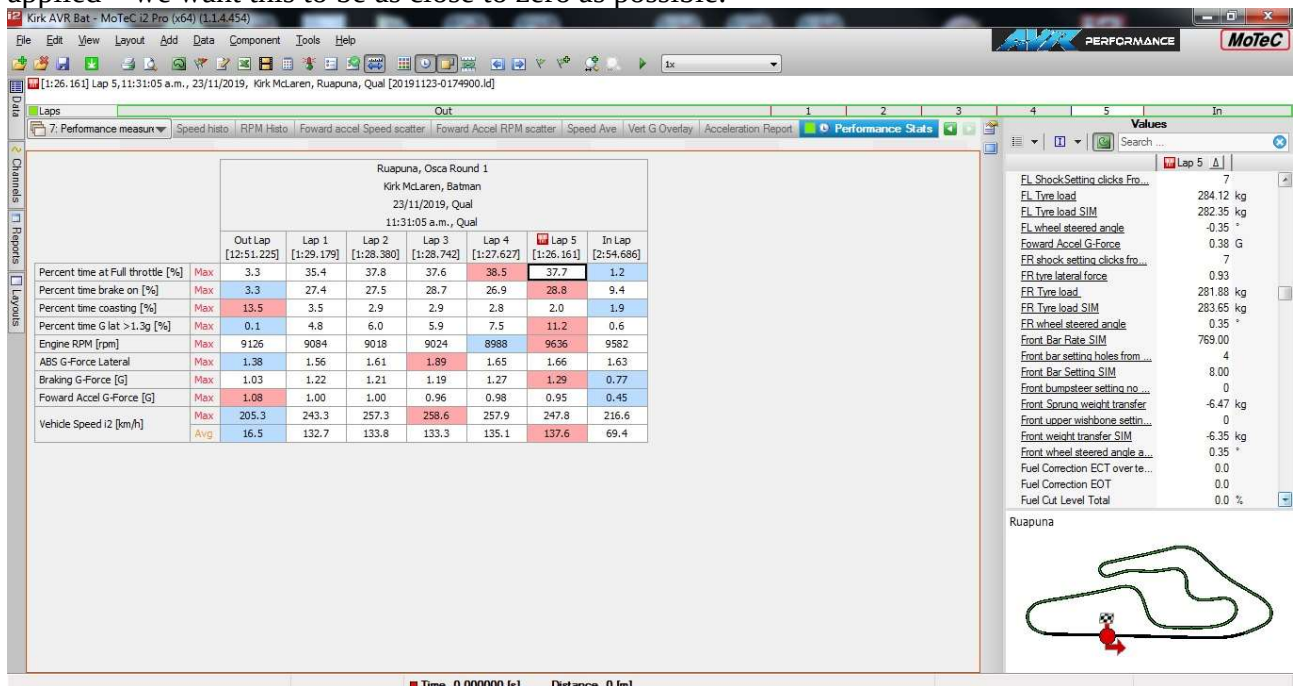 applied – we want this to be as close to zero as possible.
Kirk AVR Bat - MoTeC i2 Pro (x64) (1.1.4.454)
File Edit View Layout Add Data Component Tools Help
AVR PERFORMANCE MoTeC
1x
[1:26.161] Lap 5,11:31:05 a.m., 23/11/2019, Kirk McLaren, Ruapuna, Qual [20191123-0174900.ld]
Laps Out 1 2 3 4 5 In
7: Performance measure Speed histo RPM Histo Foward accel Speed scatter Foward Accel RPM scatter Speed Ave Vert G Overlay Acceleration Report Performance Stats
Data
Channels
Reports
Layouts
Ruapuna, Osca Round 1
Kirk McLaren, Batman
23/11/2019, Qual
11:31:05 a.m., Qual
Out Lap Lap 1 Lap 2 Lap 3 Lap 4 Lap 5 In Lap
[12:51.225] [1:29.179] [1:28.380] [1:28.742] [1:27.627] [1:26.161] [2:54.686]
Percent time at Full throttle [%] Max 3.3 35.4 37.8 37.6 38.5 37.7 1.2
Percent time brake on [%] Max 3.3 27.4 27.5 28.7 26.9 28.8 9.4
Percent time coasting [%] Max 13.5 3.5 2.9 2.9 2.8 2.0 1.9
Percent time G lat >1.3g [%] Max 0.1 4.8 6.0 5.9 7.5 11.2 0.6
Engine RPM [rpm] Max 9126 9084 9018 9024 8988 9636 9582
ABS G-Force Lateral Max 1.38 1.56 1.61 1.89 1.65 1.66 1.63
Braking G-Force [G] Max 1.03 1.22 1.21 1.19 1.27 1.29 0.77
Foward Accel G-Force [G] Max 1.08 1.00 1.00 0.96 0.98 0.95 0.45
Vehicle Speed i2 [km/h] Max 205.3 243.3 257.3 258.6 257.9 247.8 216.6
Avg 16.5 132.7 133.8 133.3 135.1 137.6 69.4
Values
Search ...
Lap 5 Δ
FL Shock Setting clicks Fro... 7
FL Tyre load 284.12 kg
FL Tyre load SIM 282.35 kg
FL wheel steered angle -0.35 °
Foward Accel G-Force 0.38 G
FR shock setting clicks fro... 7
FR tyre lateral force 0.93
FR Tyre load 281.88 kg
FR Tyre load SIM 283.65 kg
FR wheel steered angle 0.35 °
Front Bar Rate SIM 769.00
Front bar setting holes from ... 4
Front Bar Setting SIM 8.00
Front bumpsteer setting no ... 0
Front Sprung weight transfer -6.47 kg
Front upper wishbone settin... 0
Front weight transfer SIM -6.35 kg
Front wheel steered angle a... 0.35 °
Fuel Correction ECT over te... 0.0
Fuel Correction EOT 0.0
Fuel Cut Level Total 0.0 %
Ruapuna
Time 0.000000 [s] Distance 0 [m]